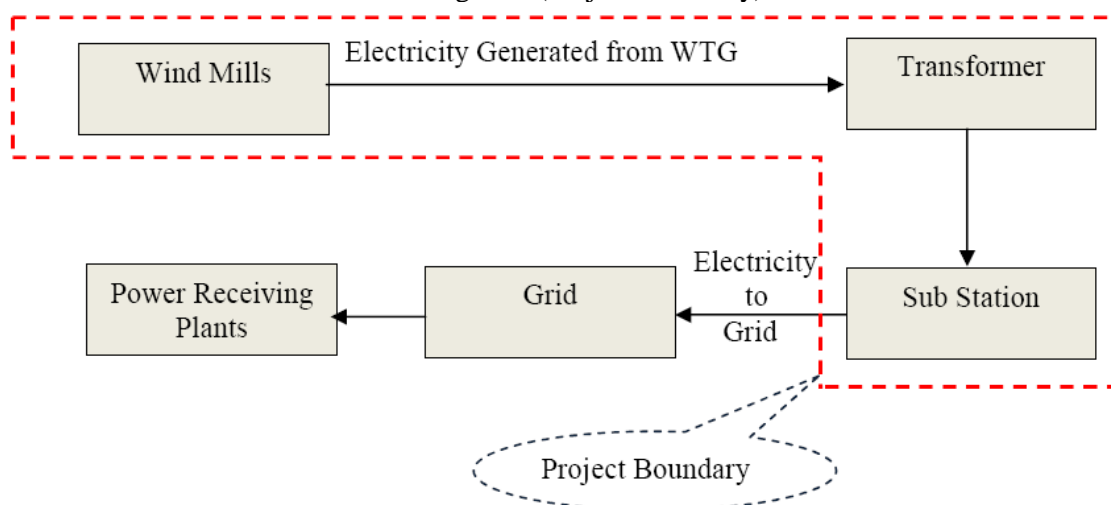 Electricity Generated from WTG
Wind Mills
Transformer
Electricity
to
Grid
Power Receiving
Plants
Grid
Sub Station
Project Boundary